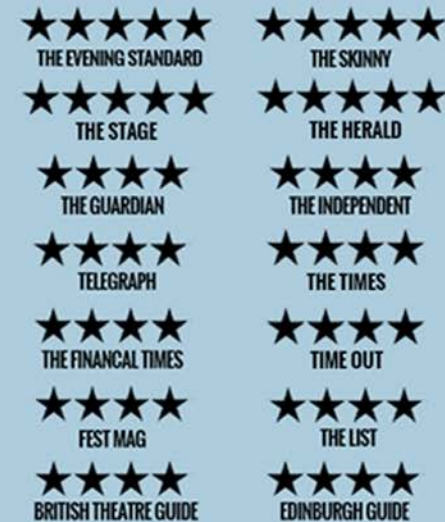 THE EVENING STANDARD
THE SKINNY
THE STAGE
THE HERALD
THE GUARDIAN
THE INDEPENDENT
TELEGRAPH
THE TIMES
THE FINANCAL TIMES
TIME OUT
FEST MAG
THE LIST
BRITISH THEATRE GUIDE
EDINBURGH GUIDE